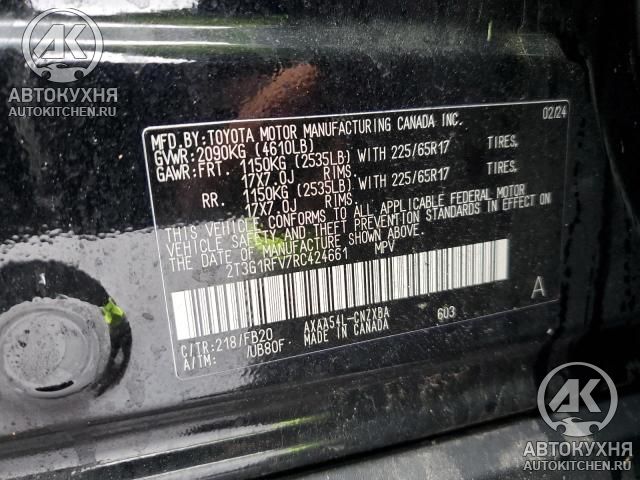 АК
АВТОКУХНЯ
AUTOKITCHEN.RU
02/24
MFD.BY:TOYOTA MOTOR MANUFACTURING CANADA INC.
GVWR:2090KG (4610LB)
GAWR:FRT. 1150KG (2535LB) WITH 225/65R17 TIRES,
17X7.0J RIMS.
RR. 1150KG (2535LB) WITH 225/65R17 TIRES,
17X7.0J RIMS.
THIS VEHICLE CONFORMS TO ALL APPLICABLE FEDERAL MOTOR
VEHICLE SAFETY AND THEFT PREVENTION STANDARDS IN EFFECT ON
THE DATE OF MANUFACTURE SHOWN ABOVE.
2T3G1RFV7RC424661 MPV
A
C/TR:218/FB20 AXAA54L-CNZXBA 603
A/TM: /UB80F MADE IN CANADA
АК
АВТОКУХНЯ
AUTOKITCHEN.RU